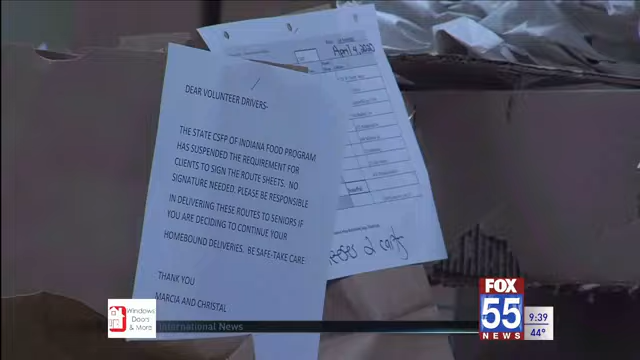 DEAR VOLUNTEER DRIVERS-
THE STATE CSFP OF INDIANA FOOD PROGRAM
HAS SUSPENDED THE REQUIREMENT FOR
CLIENTS TO SIGN THE ROUTE SHEETS. NO
SIGNATURE NEEDED. PLEASE BE RESPONSIBLE
IN DELIVERING THESE ROUTES TO SENIORS IF
YOU ARE DECIDING TO CONTINUE YOUR
HOMEBOUND DELIVERIES. BE SAFE-TAKE CARE
THANK YOU
MARCIA AND CHRISTAL
April 4, 2020
Windows
Doors
& More
International News
FOX
55
NEWS
9:39
44°